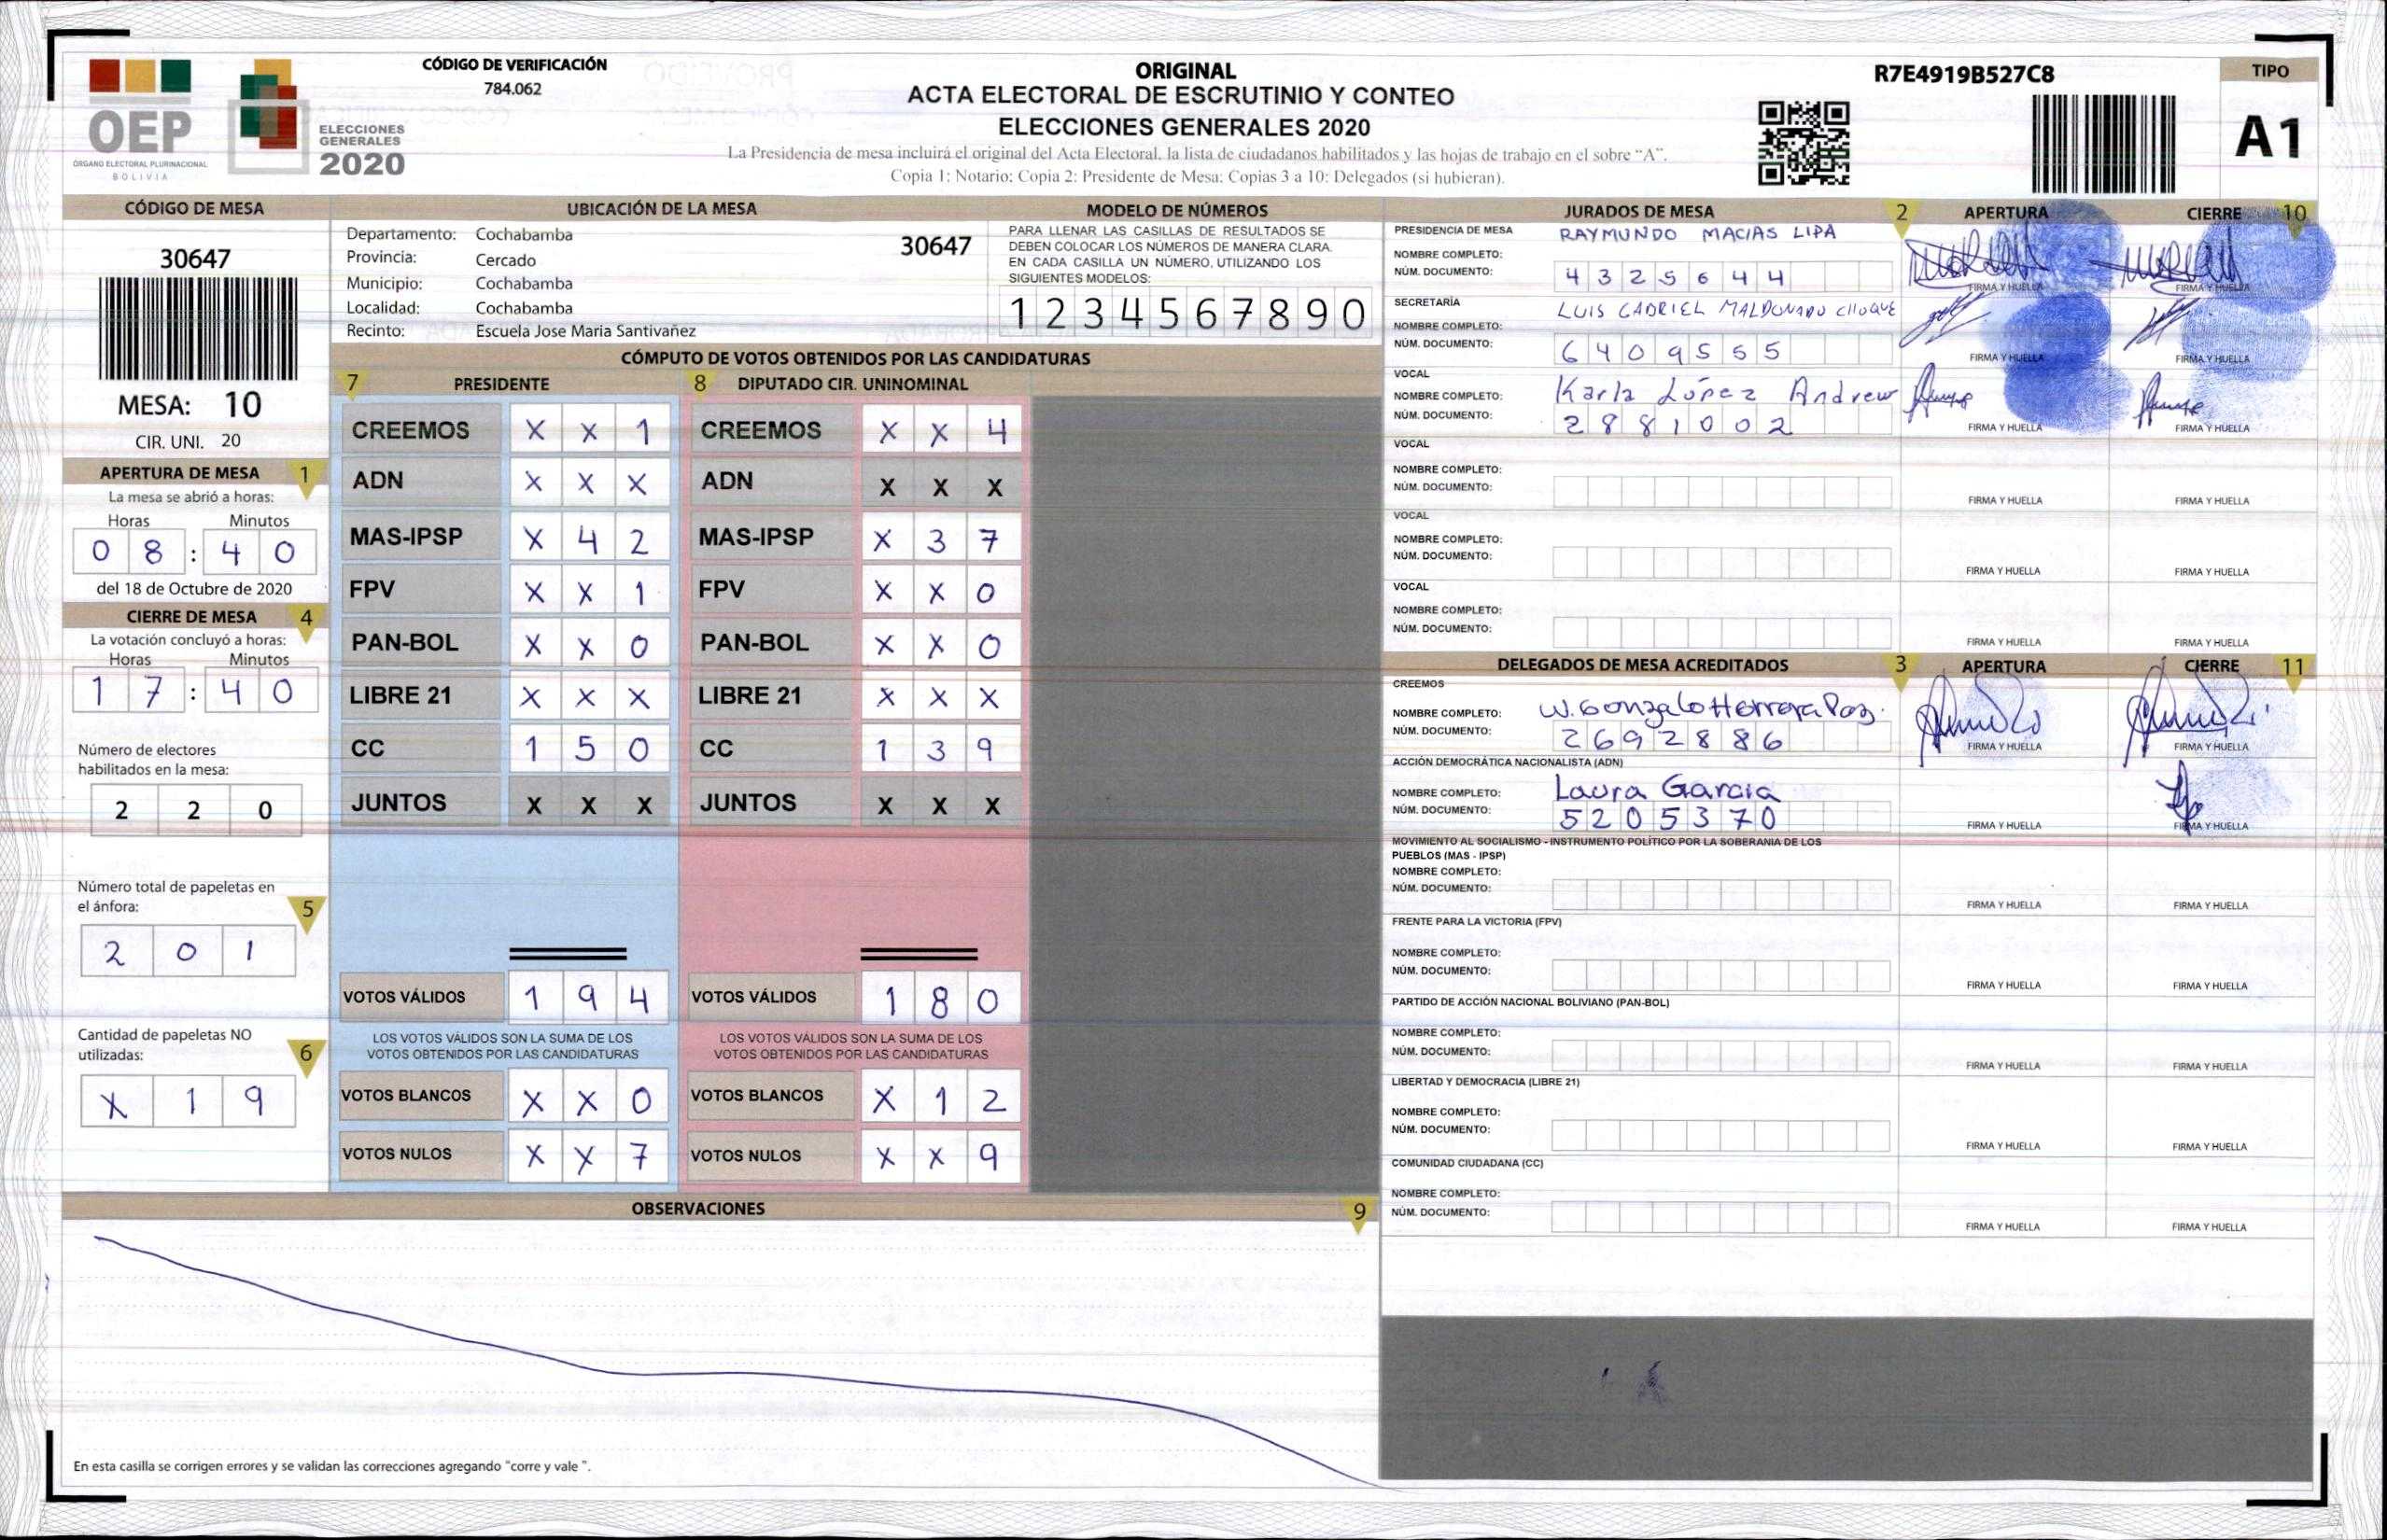 OEP
ÓRGANO ELECTORAL PLURINACIONAL
BOLIVIA
ELECCIONES
GENERALES
2020
CÓDIGO DE VERIFICACIÓN
784.062
ORIGINAL
ACTA ELECTORAL DE ESCRUTINIO Y CONTEO
ELECCIONES GENERALES 2020
La Presidencia de mesa incluirá el original del Acta Electoral, la lista de ciudadanos habilitados y las hojas de trabajo en el sobre "A".
Copia 1: Notario; Copia 2: Presidente de Mesa; Copias 3 a 10: Delegados (si hubieran).
R7E4919B527C8
TIPO
A1
CÓDIGO DE MESA
30647
MESA: 10
CIR. UNI. 20
APERTURA DE MESA 1
La mesa se abrió a horas:
Horas Minutos
0 8 : 4 0
del 18 de Octubre de 2020
CIERRE DE MESA 4
La votación concluyó a horas:
Horas Minutos
1 7 : 4 0
Número de electores
habilitados en la mesa:
2 2 0
Número total de papeletas en
el ánfora: 5
2 0 1
Cantidad de papeletas NO
utilizadas: 6
X 1 9
UBICACIÓN DE LA MESA
Departamento: Cochabamba
30647
Provincia: Cercado
Municipio: Cochabamba
Localidad: Cochabamba
Recinto: Escuela Jose Maria Santivañez
MODELO DE NÚMEROS
PARA LLENAR LAS CASILLAS DE RESULTADOS SE
DEBEN COLOCAR LOS NÚMEROS DE MANERA CLARA.
EN CADA CASILLA UN NÚMERO, UTILIZANDO LOS
SIGUIENTES MODELOS:
1 2 3 4 5 6 7 8 9 0
CÓMPUTO DE VOTOS OBTENIDOS POR LAS CANDIDATURAS
7 PRESIDENTE 8 DIPUTADO CIR. UNINOMINAL
CREEMOS X X 1 CREEMOS X X 4
ADN X X X ADN X X X
MAS-IPSP X 4 2 MAS-IPSP X 3 7
FPV X X 1 FPV X X 0
PAN-BOL X X 0 PAN-BOL X X 0
LIBRE 21 X X X LIBRE 21 X X X
CC 1 5 0 CC 1 3 9
JUNTOS X X X JUNTOS X X X
VOTOS VÁLIDOS 1 9 4 VOTOS VÁLIDOS 1 8 0
LOS VOTOS VÁLIDOS SON LA SUMA DE LOS LOS VOTOS VÁLIDOS SON LA SUMA DE LOS
VOTOS OBTENIDOS POR LAS CANDIDATURAS VOTOS OBTENIDOS POR LAS CANDIDATURAS
VOTOS BLANCOS X X 0 VOTOS BLANCOS X 1 2
VOTOS NULOS X X 7 VOTOS NULOS X X 9
OBSERVACIONES 9
En esta casilla se corrigen errores y se validan las correcciones agregando "corre y vale ".
JURADOS DE MESA 2 APERTURA CIERRE 10
PRESIDENCIA DE MESA RAYMUNDO MACIAS LIPA
NOMBRE COMPLETO:
NÚM. DOCUMENTO: 4 3 2 5 6 4 4
FIRMA Y HUELLA FIRMA Y HUELLA
SECRETARÍA LUIS GABRIEL MALDONADO CHOQUE
NOMBRE COMPLETO:
NÚM. DOCUMENTO: 6 4 0 9 5 5 5
FIRMA Y HUELLA FIRMA Y HUELLA
VOCAL
NOMBRE COMPLETO: Karla López Andrew
NÚM. DOCUMENTO: 2 8 8 1 0 0 2
FIRMA Y HUELLA FIRMA Y HUELLA
VOCAL
NOMBRE COMPLETO:
NÚM. DOCUMENTO:
FIRMA Y HUELLA FIRMA Y HUELLA
VOCAL
NOMBRE COMPLETO:
NÚM. DOCUMENTO:
FIRMA Y HUELLA FIRMA Y HUELLA
VOCAL
NOMBRE COMPLETO:
NÚM. DOCUMENTO:
FIRMA Y HUELLA FIRMA Y HUELLA
DELEGADOS DE MESA ACREDITADOS 3 APERTURA CIERRE 11
CREEMOS
NOMBRE COMPLETO: W. Gonzalo Herrera Paz.
NÚM. DOCUMENTO: 2 6 9 2 8 8 6
FIRMA Y HUELLA FIRMA Y HUELLA
ACCIÓN DEMOCRÁTICA NACIONALISTA (ADN)
NOMBRE COMPLETO: Laura Garcia
NÚM. DOCUMENTO: 5 2 0 5 3 7 0
FIRMA Y HUELLA FIRMA Y HUELLA
MOVIMIENTO AL SOCIALISMO - INSTRUMENTO POLÍTICO POR LA SOBERANIA DE LOS
PUEBLOS (MAS - IPSP)
NOMBRE COMPLETO:
NÚM. DOCUMENTO:
FIRMA Y HUELLA FIRMA Y HUELLA
FRENTE PARA LA VICTORIA (FPV)
NOMBRE COMPLETO:
NÚM. DOCUMENTO:
FIRMA Y HUELLA FIRMA Y HUELLA
PARTIDO DE ACCIÓN NACIONAL BOLIVIANO (PAN-BOL)
NOMBRE COMPLETO:
NÚM. DOCUMENTO:
FIRMA Y HUELLA FIRMA Y HUELLA
LIBERTAD Y DEMOCRACIA (LIBRE 21)
NOMBRE COMPLETO:
NÚM. DOCUMENTO:
FIRMA Y HUELLA FIRMA Y HUELLA
COMUNIDAD CIUDADANA (CC)
NOMBRE COMPLETO:
NÚM. DOCUMENTO:
FIRMA Y HUELLA FIRMA Y HUELLA